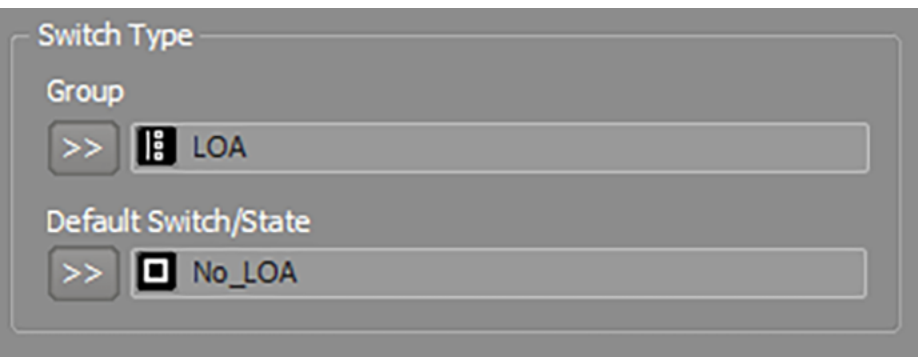 Switch Type
Group
>> LOA
Default Switch/State
>> No_LOA